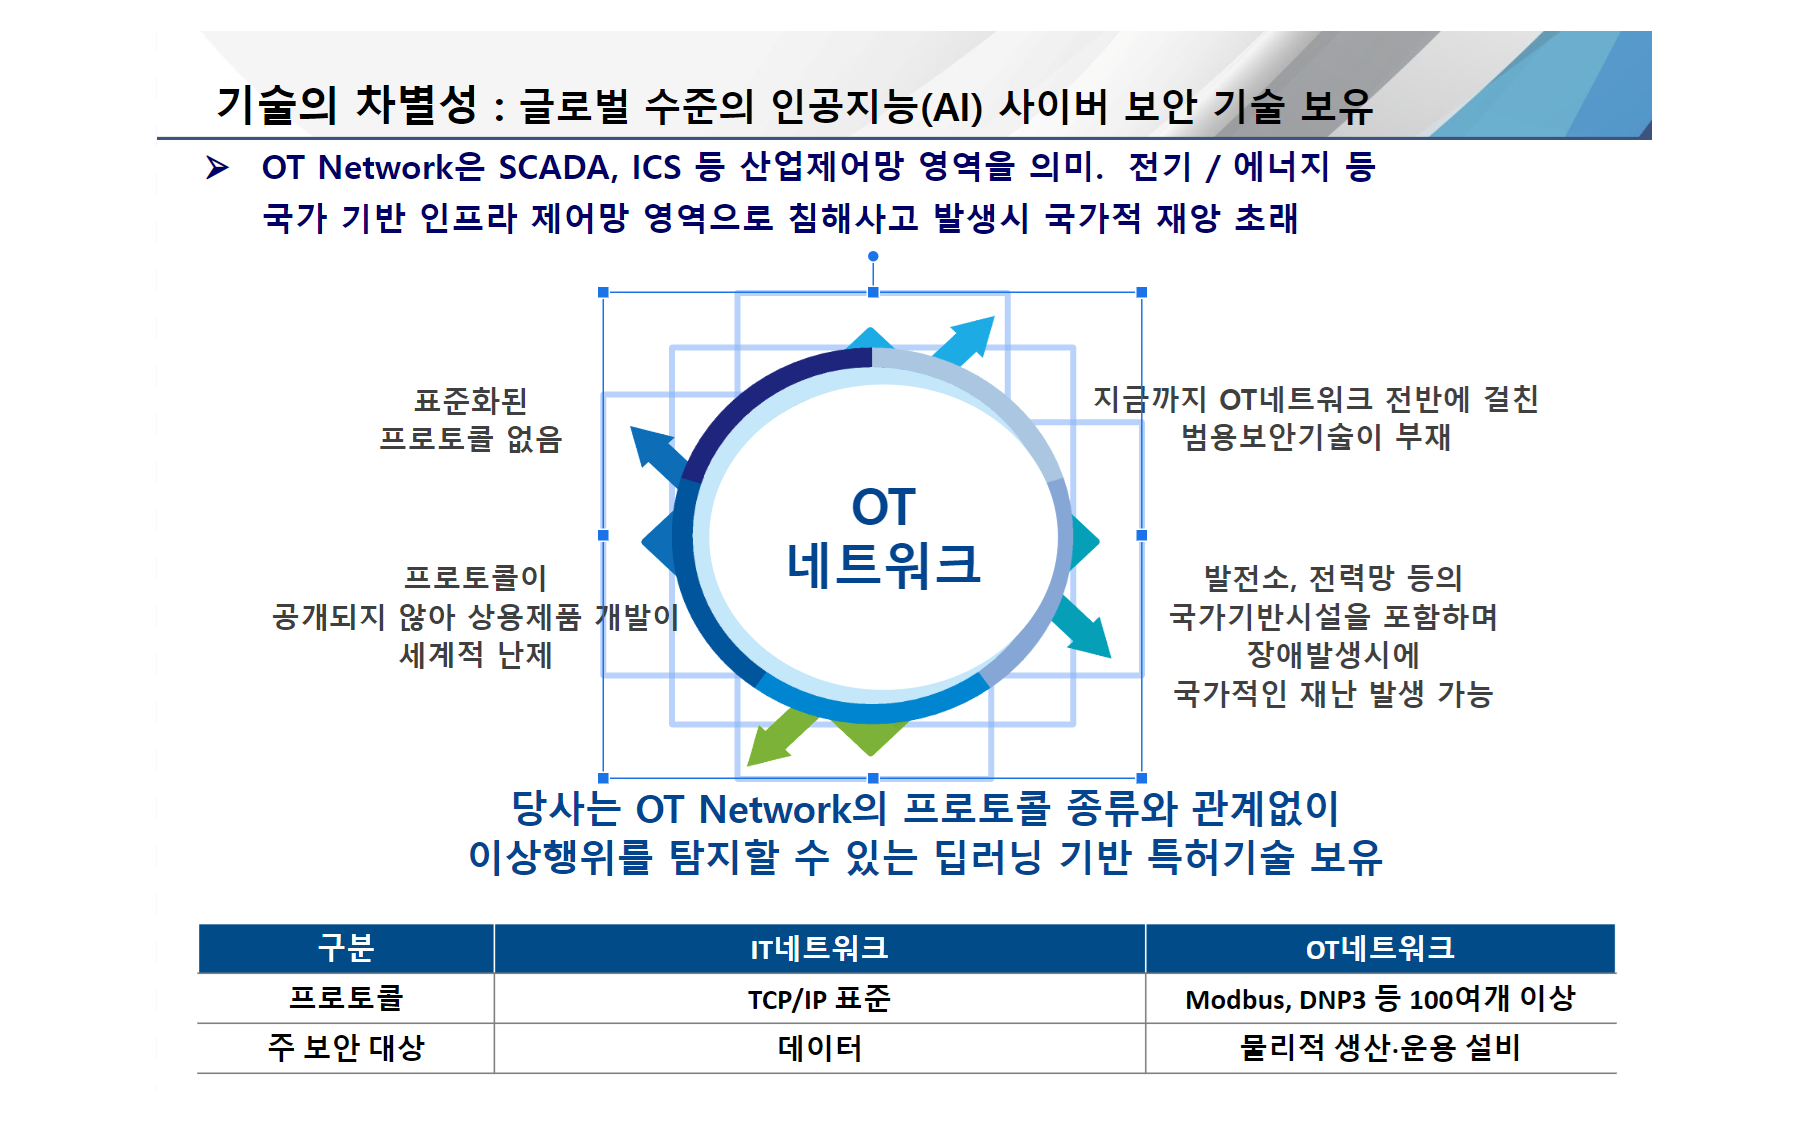 기술의 차별성 : 글로벌 수준의 인공지능(AI) 사이버 보안 기술 보유
➢ OT Network은 SCADA, ICS 등 산업제어망 영역을 의미. 전기 / 에너지 등
국가 기반 인프라 제어망 영역으로 침해사고 발생시 국가적 재앙 초래
표준화된
프로토콜 없음
지금까지 OT네트워크 전반에 걸친
범용보안기술이 부재
OT
네트워크
프로토콜이
공개되지 않아 상용제품 개발이
세계적 난제
발전소, 전력망 등의
국가기반시설을 포함하며
장애발생시에
국가적인 재난 발생 가능
당사는 OT Network의 프로토콜 종류와 관계없이
이상행위를 탐지할 수 있는 딥러닝 기반 특허기술 보유
구분 IT네트워크 OT네트워크
프로토콜 TCP/IP 표준 Modbus, DNP3 등 100여개 이상
주 보안 대상 데이터 물리적 생산·운용 설비